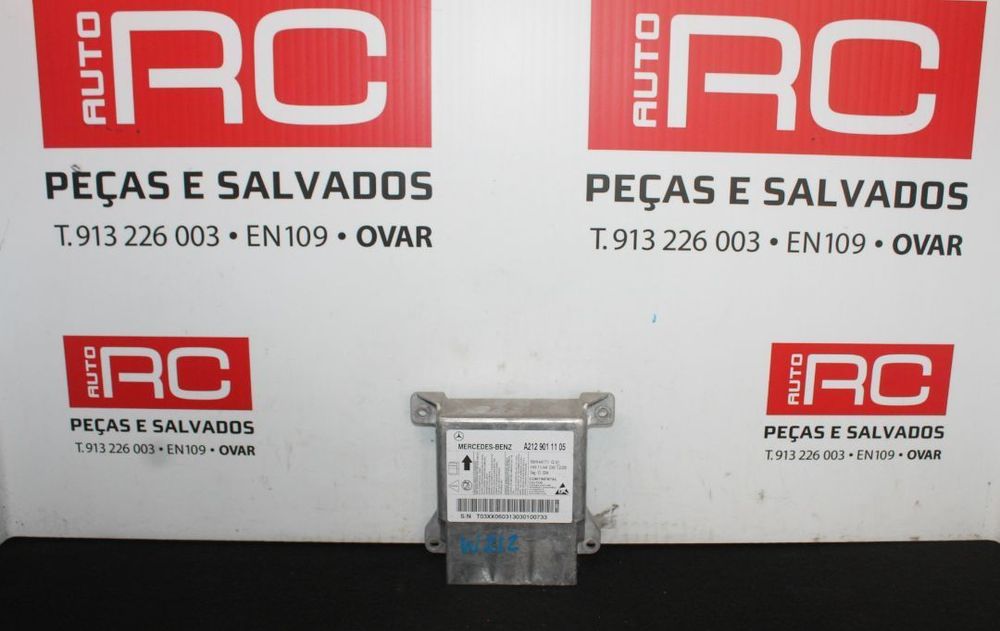 AUTO RC
PEÇAS E SALVADOS
T. 913 226 003 • EN109 • OVAR
AUTO RC
PEÇAS E SALVADOS
T. 913 226 003 • EN109 • OVAR
AUTO RC
PEÇAS E SALVADOS
T. 913 226 003 • EN109 • OVAR
AUTO RC
PEÇAS E SALVADOS
T. 913 226 003 • EN109 • OVAR
MERCEDES-BENZ A212 901 11 05
CONTINENTAL
S/N T03XX060313030100733
W212